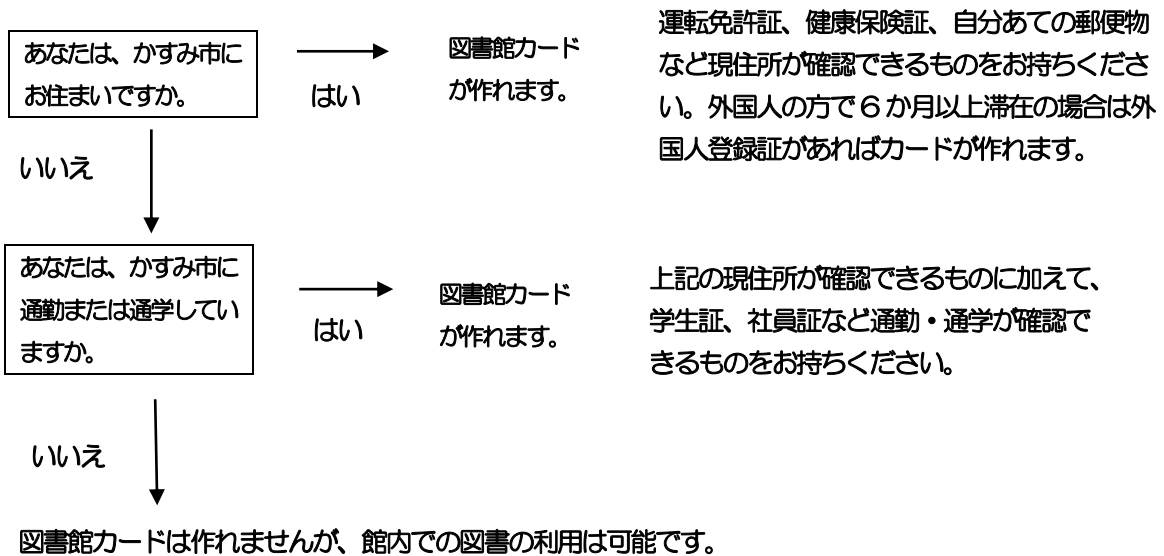 あなたは、かすみ市に
お住まいですか。
はい
図書館カード
が作れます。
運転免許証、健康保険証、自分あての郵便物
など現住所が確認できるものをお持ちくださ
い。外国人の方で6か月以上滞在の場合は外
国人登録証があればカードが作れます。
いいえ
あなたは、かすみ市に
通勤または通学してい
ますか。
はい
図書館カード
が作れます。
上記の現住所が確認できるものに加えて、
学生証、社員証など通勤・通学が確認で
きるものをお持ちください。
いいえ
図書館カードは作れませんが、館内での図書の利用は可能です。